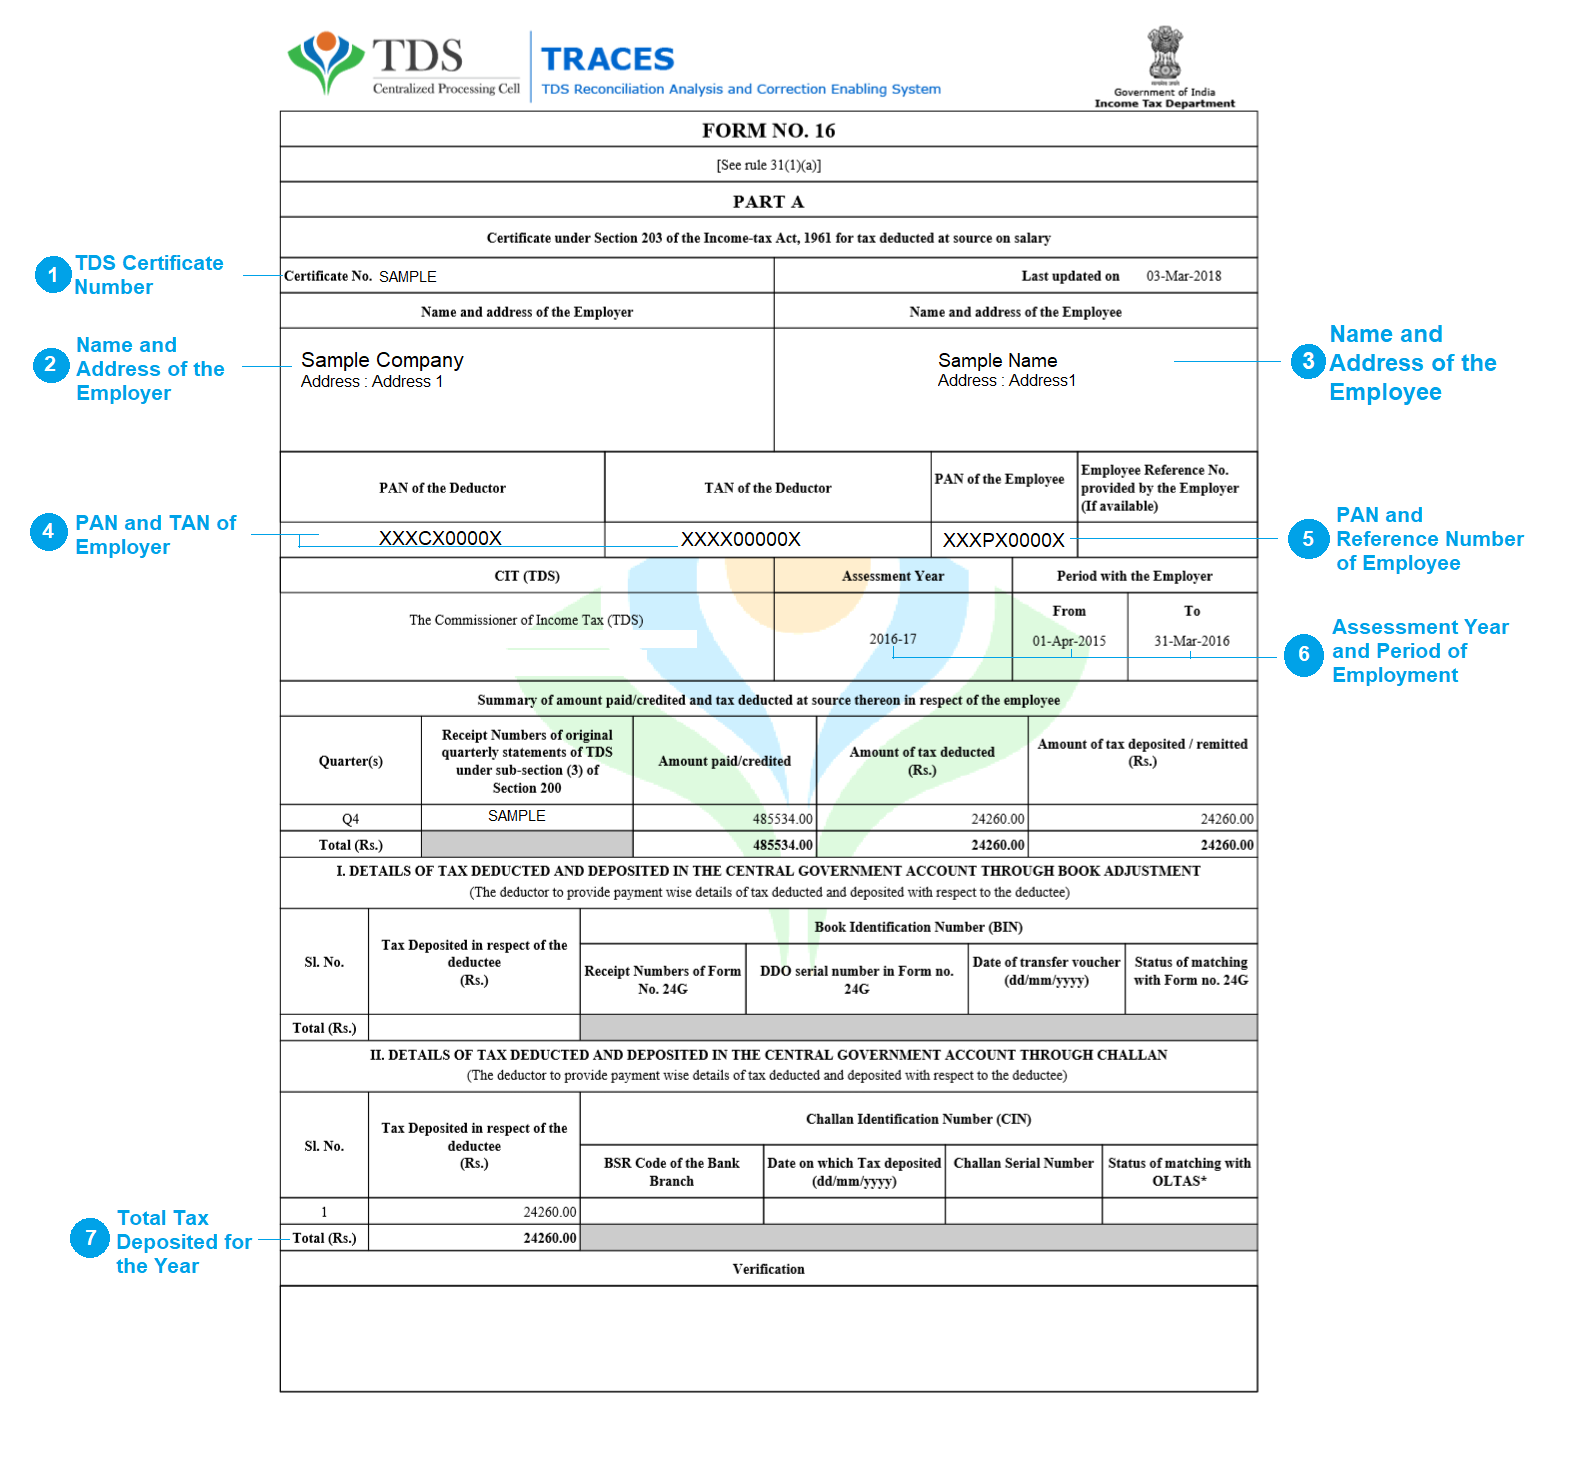 TDS
Centralized Processing Cell
TRACES
TDS Reconciliation Analysis and Correction Enabling System
Government of India
Income Tax Department
FORM NO. 16
[See rule 31(1)(a)]
PART A
Certificate under Section 203 of the Income-tax Act, 1961 for tax deducted at source on salary
1 TDS Certificate
Number
Certificate No. SAMPLE
Last updated on 03-Mar-2018
Name and address of the Employer
Name and address of the Employee
2 Name and
Address of the
Employer
Sample Company
Address : Address 1
Sample Name
Address : Address1
3 Name and
Address of the
Employee
PAN of the Deductor
TAN of the Deductor
PAN of the Employee
Employee Reference No.
provided by the Employer
(If available)
4 PAN and TAN of
Employer
XXXCX0000X
XXXX00000X
XXXPX0000X
5 PAN and
Reference Number
of Employee
CIT (TDS)
Assessment Year
Period with the Employer
The Commissioner of Income Tax (TDS)
2016-17
From
01-Apr-2015
To
31-Mar-2016
6 Assessment Year
and Period of
Employment
Summary of amount paid/credited and tax deducted at source thereon in respect of the employee
Quarter(s)
Receipt Numbers of original
quarterly statements of TDS
under sub-section (3) of
Section 200
Amount paid/credited
Amount of tax deducted
(Rs.)
Amount of tax deposited / remitted
(Rs.)
Q4 SAMPLE 485534.00 24260.00 24260.00
Total (Rs.) 485534.00 24260.00 24260.00
I. DETAILS OF TAX DEDUCTED AND DEPOSITED IN THE CENTRAL GOVERNMENT ACCOUNT THROUGH BOOK ADJUSTMENT
(The deductor to provide payment wise details of tax deducted and deposited with respect to the deductee)
Sl. No.
Tax Deposited in respect of the
deductee
(Rs.)
Book Identification Number (BIN)
Receipt Numbers of Form
No. 24G
DDO serial number in Form no.
24G
Date of transfer voucher
(dd/mm/yyyy)
Status of matching
with Form no. 24G
Total (Rs.)
II. DETAILS OF TAX DEDUCTED AND DEPOSITED IN THE CENTRAL GOVERNMENT ACCOUNT THROUGH CHALLAN
(The deductor to provide payment wise details of tax deducted and deposited with respect to the deductee)
Sl. No.
Tax Deposited in respect of the
deductee
(Rs.)
Challan Identification Number (CIN)
BSR Code of the Bank
Branch
Date on which Tax deposited
(dd/mm/yyyy)
Challan Serial Number
Status of matching with
OLTAS*
1 24260.00
7 Total Tax
Deposited for
the Year
Total (Rs.) 24260.00
Verification